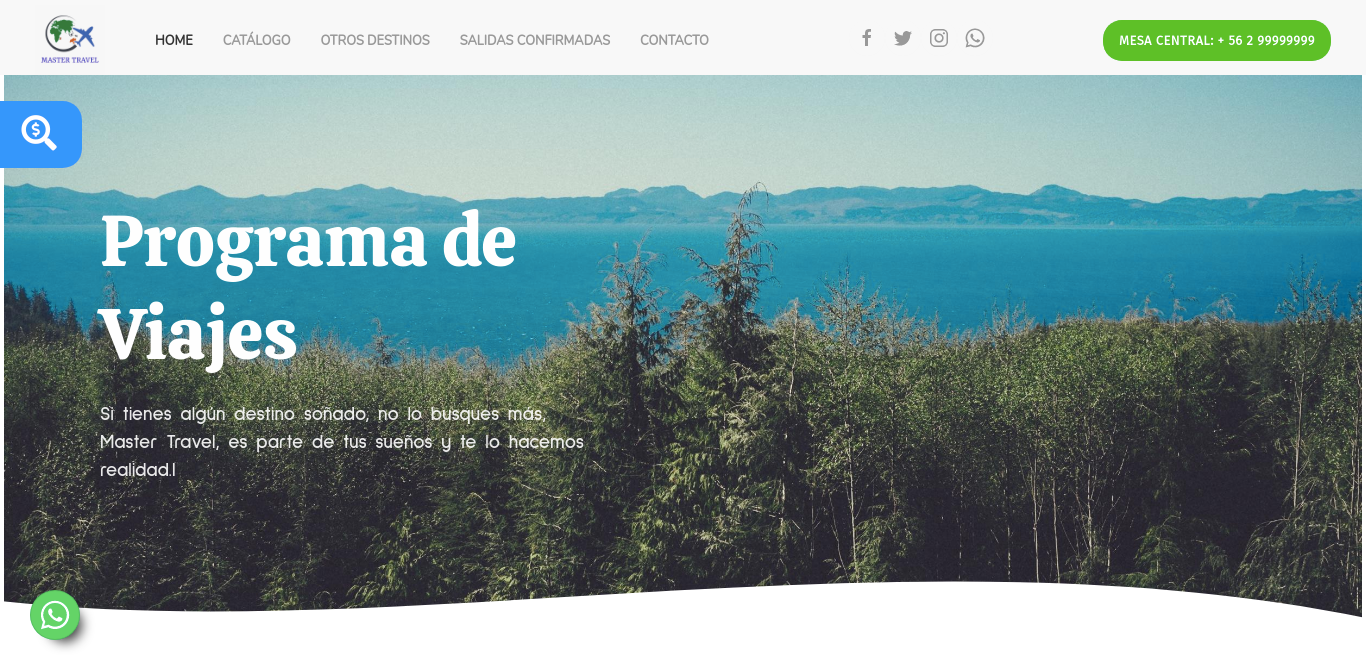 MASTER TRAVEL
HOME CATÁLOGO OTROS DESTINOS SALIDAS CONFIRMADAS CONTACTO
MESA CENTRAL: + 56 2 99999999
$
Programa de
Viajes
Si tienes algún destino soñado, no lo busques más,
Master Travel, es parte de tus sueños y te lo hacemos
realidad.l